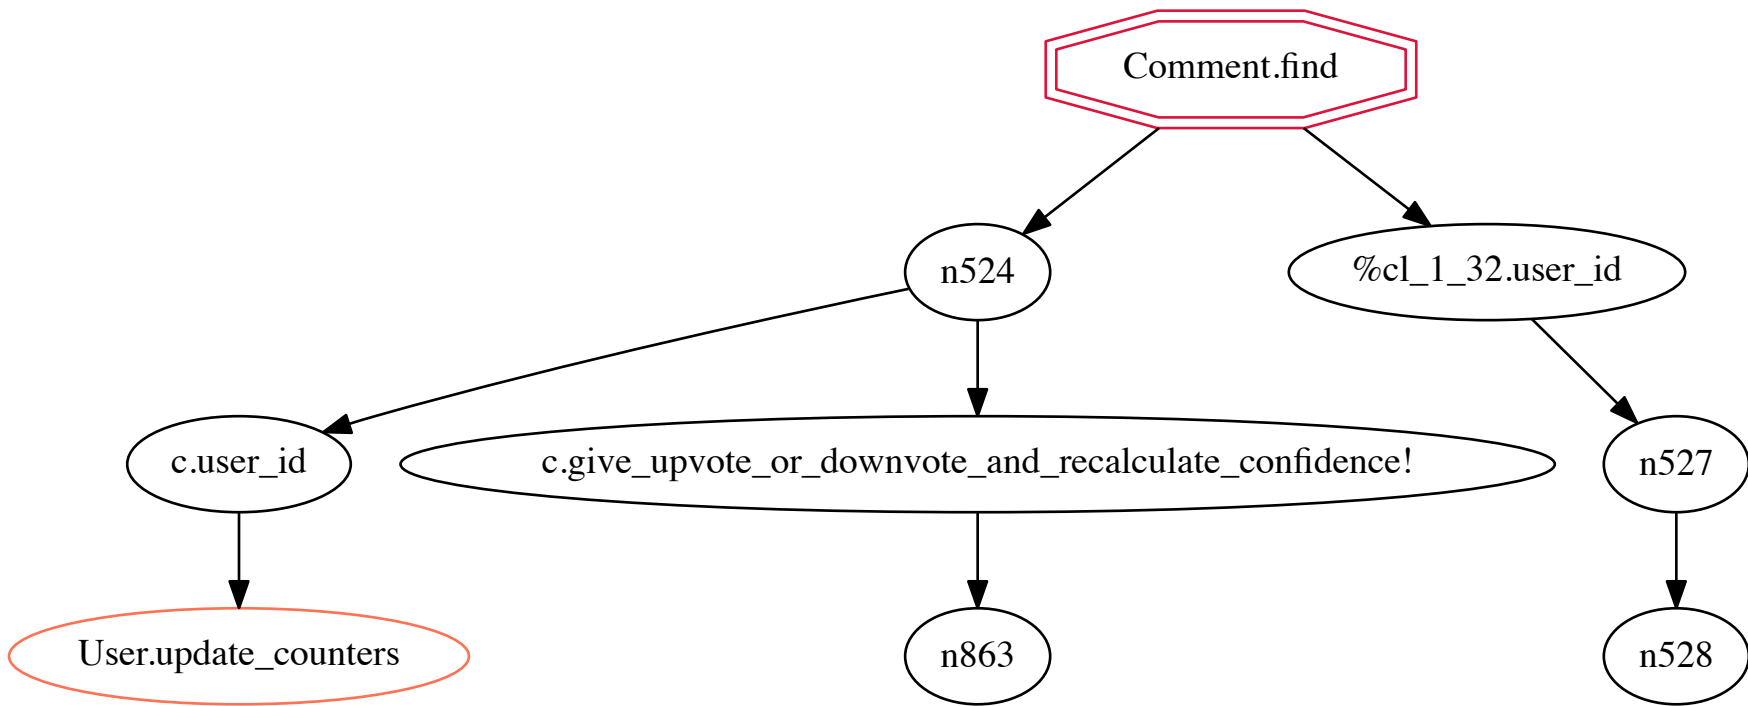 Comment.find
n524
%cl_1_32.user_id
c.user_id
c.give_upvote_or_downvote_and_recalculate_confidence!
n527
User.update_counters
n863
n528